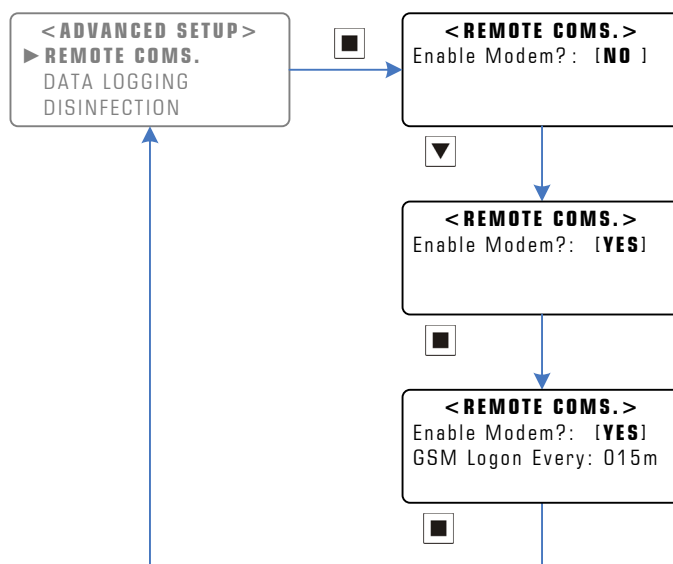 <ADVANCED SETUP>
►REMOTE COMS.
DATA LOGGING
DISINFECTION
<REMOTE COMS.>
Enable Modem?: [NO ]
<REMOTE COMS.>
Enable Modem?: [YES]
<REMOTE COMS.>
Enable Modem?: [YES]
GSM Logon Every: 015m